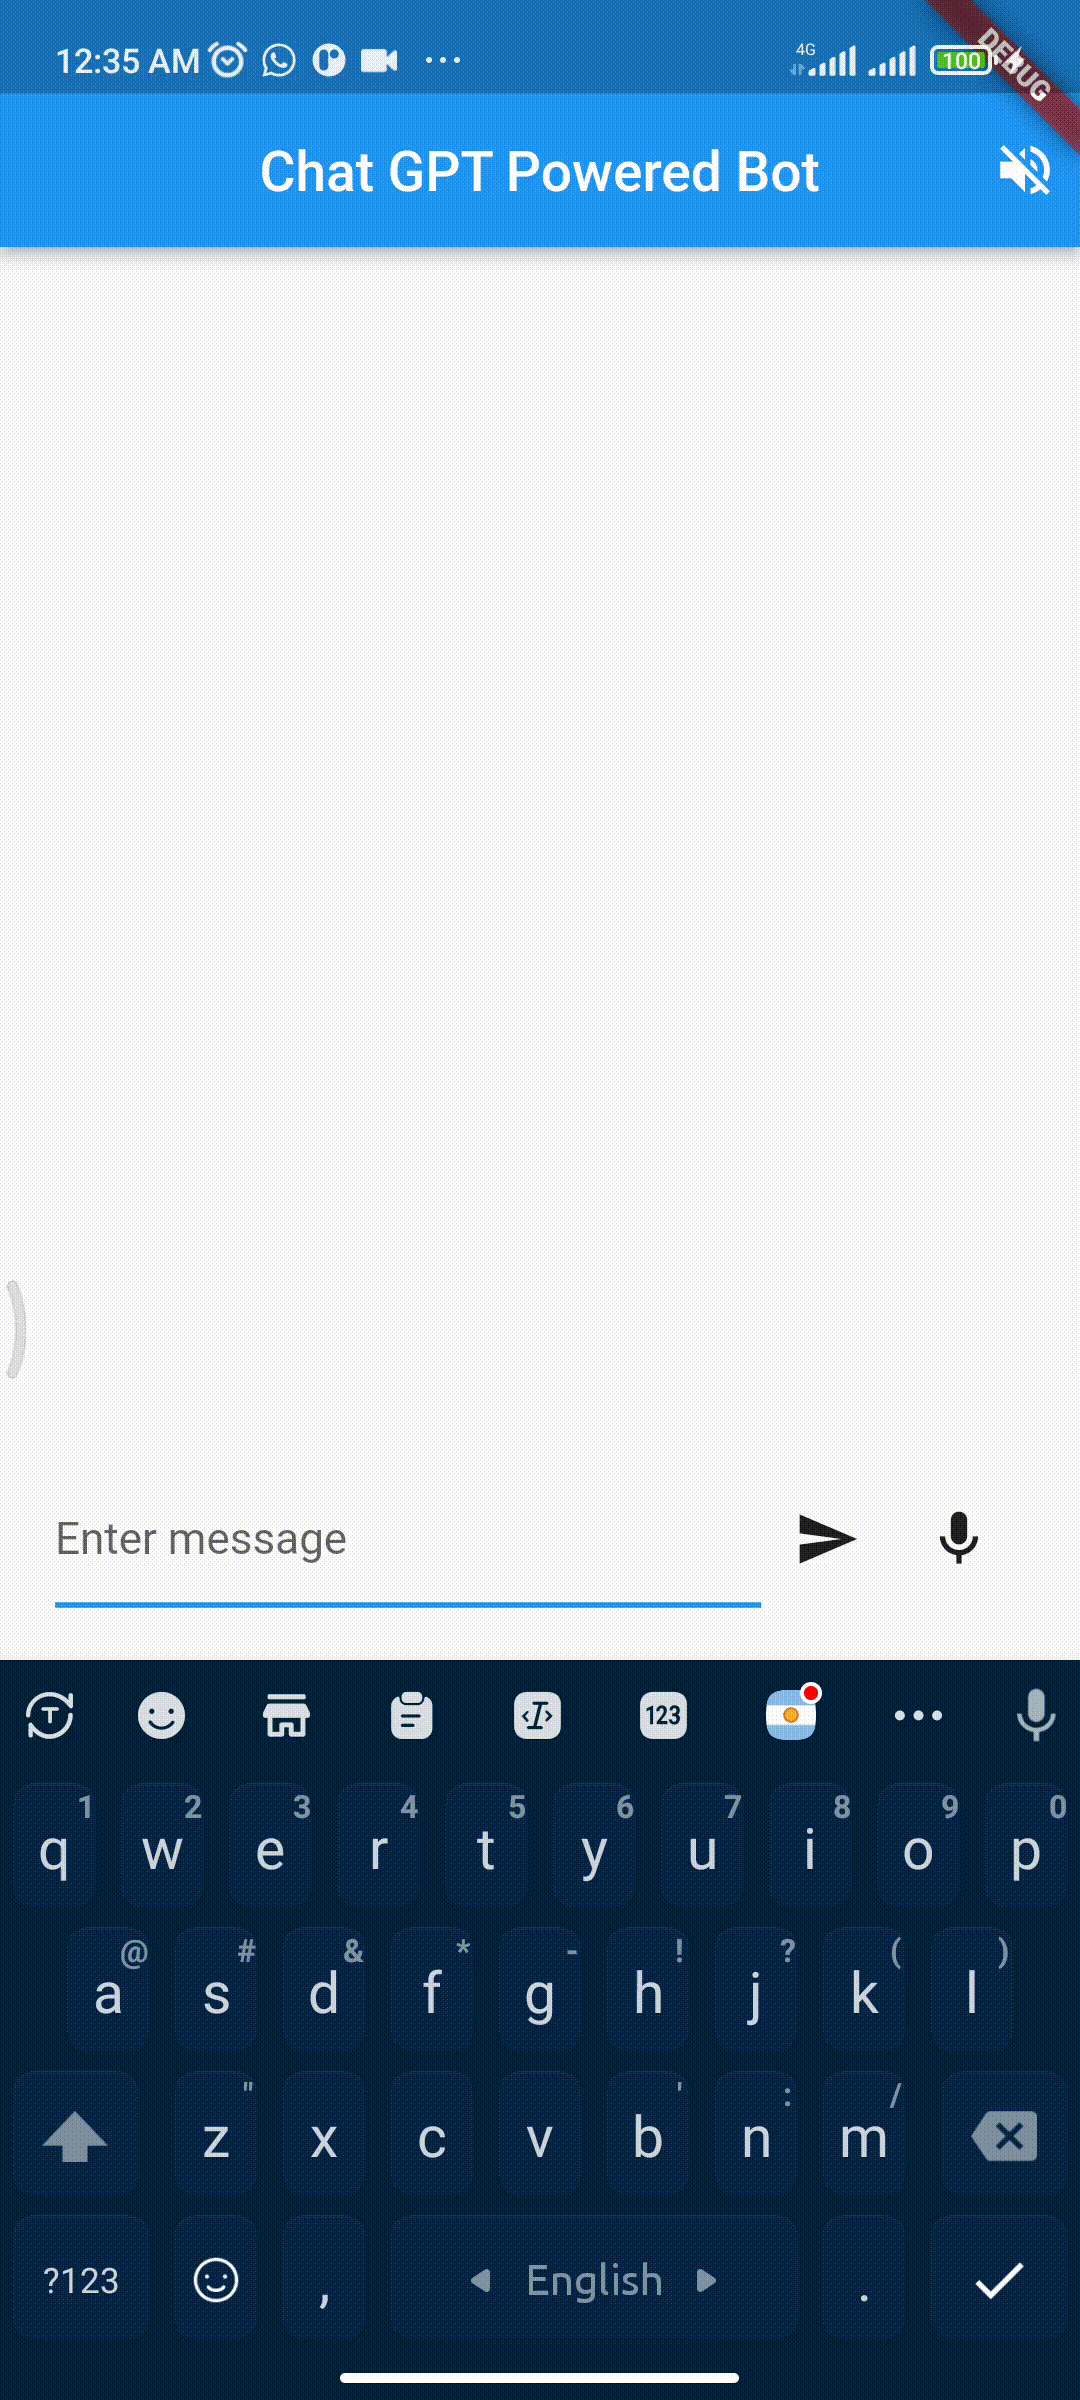 12:35 AM 4G 100
DEBUG
Chat GPT Powered Bot
Enter message
T I 123
1 2 3 4 5 6 7 8 9 0
q w e r t y u i o p
@ # & * - ! ? ( )
a s d f g h j k l
" ' : /
z x c v b n m
?123 , English .